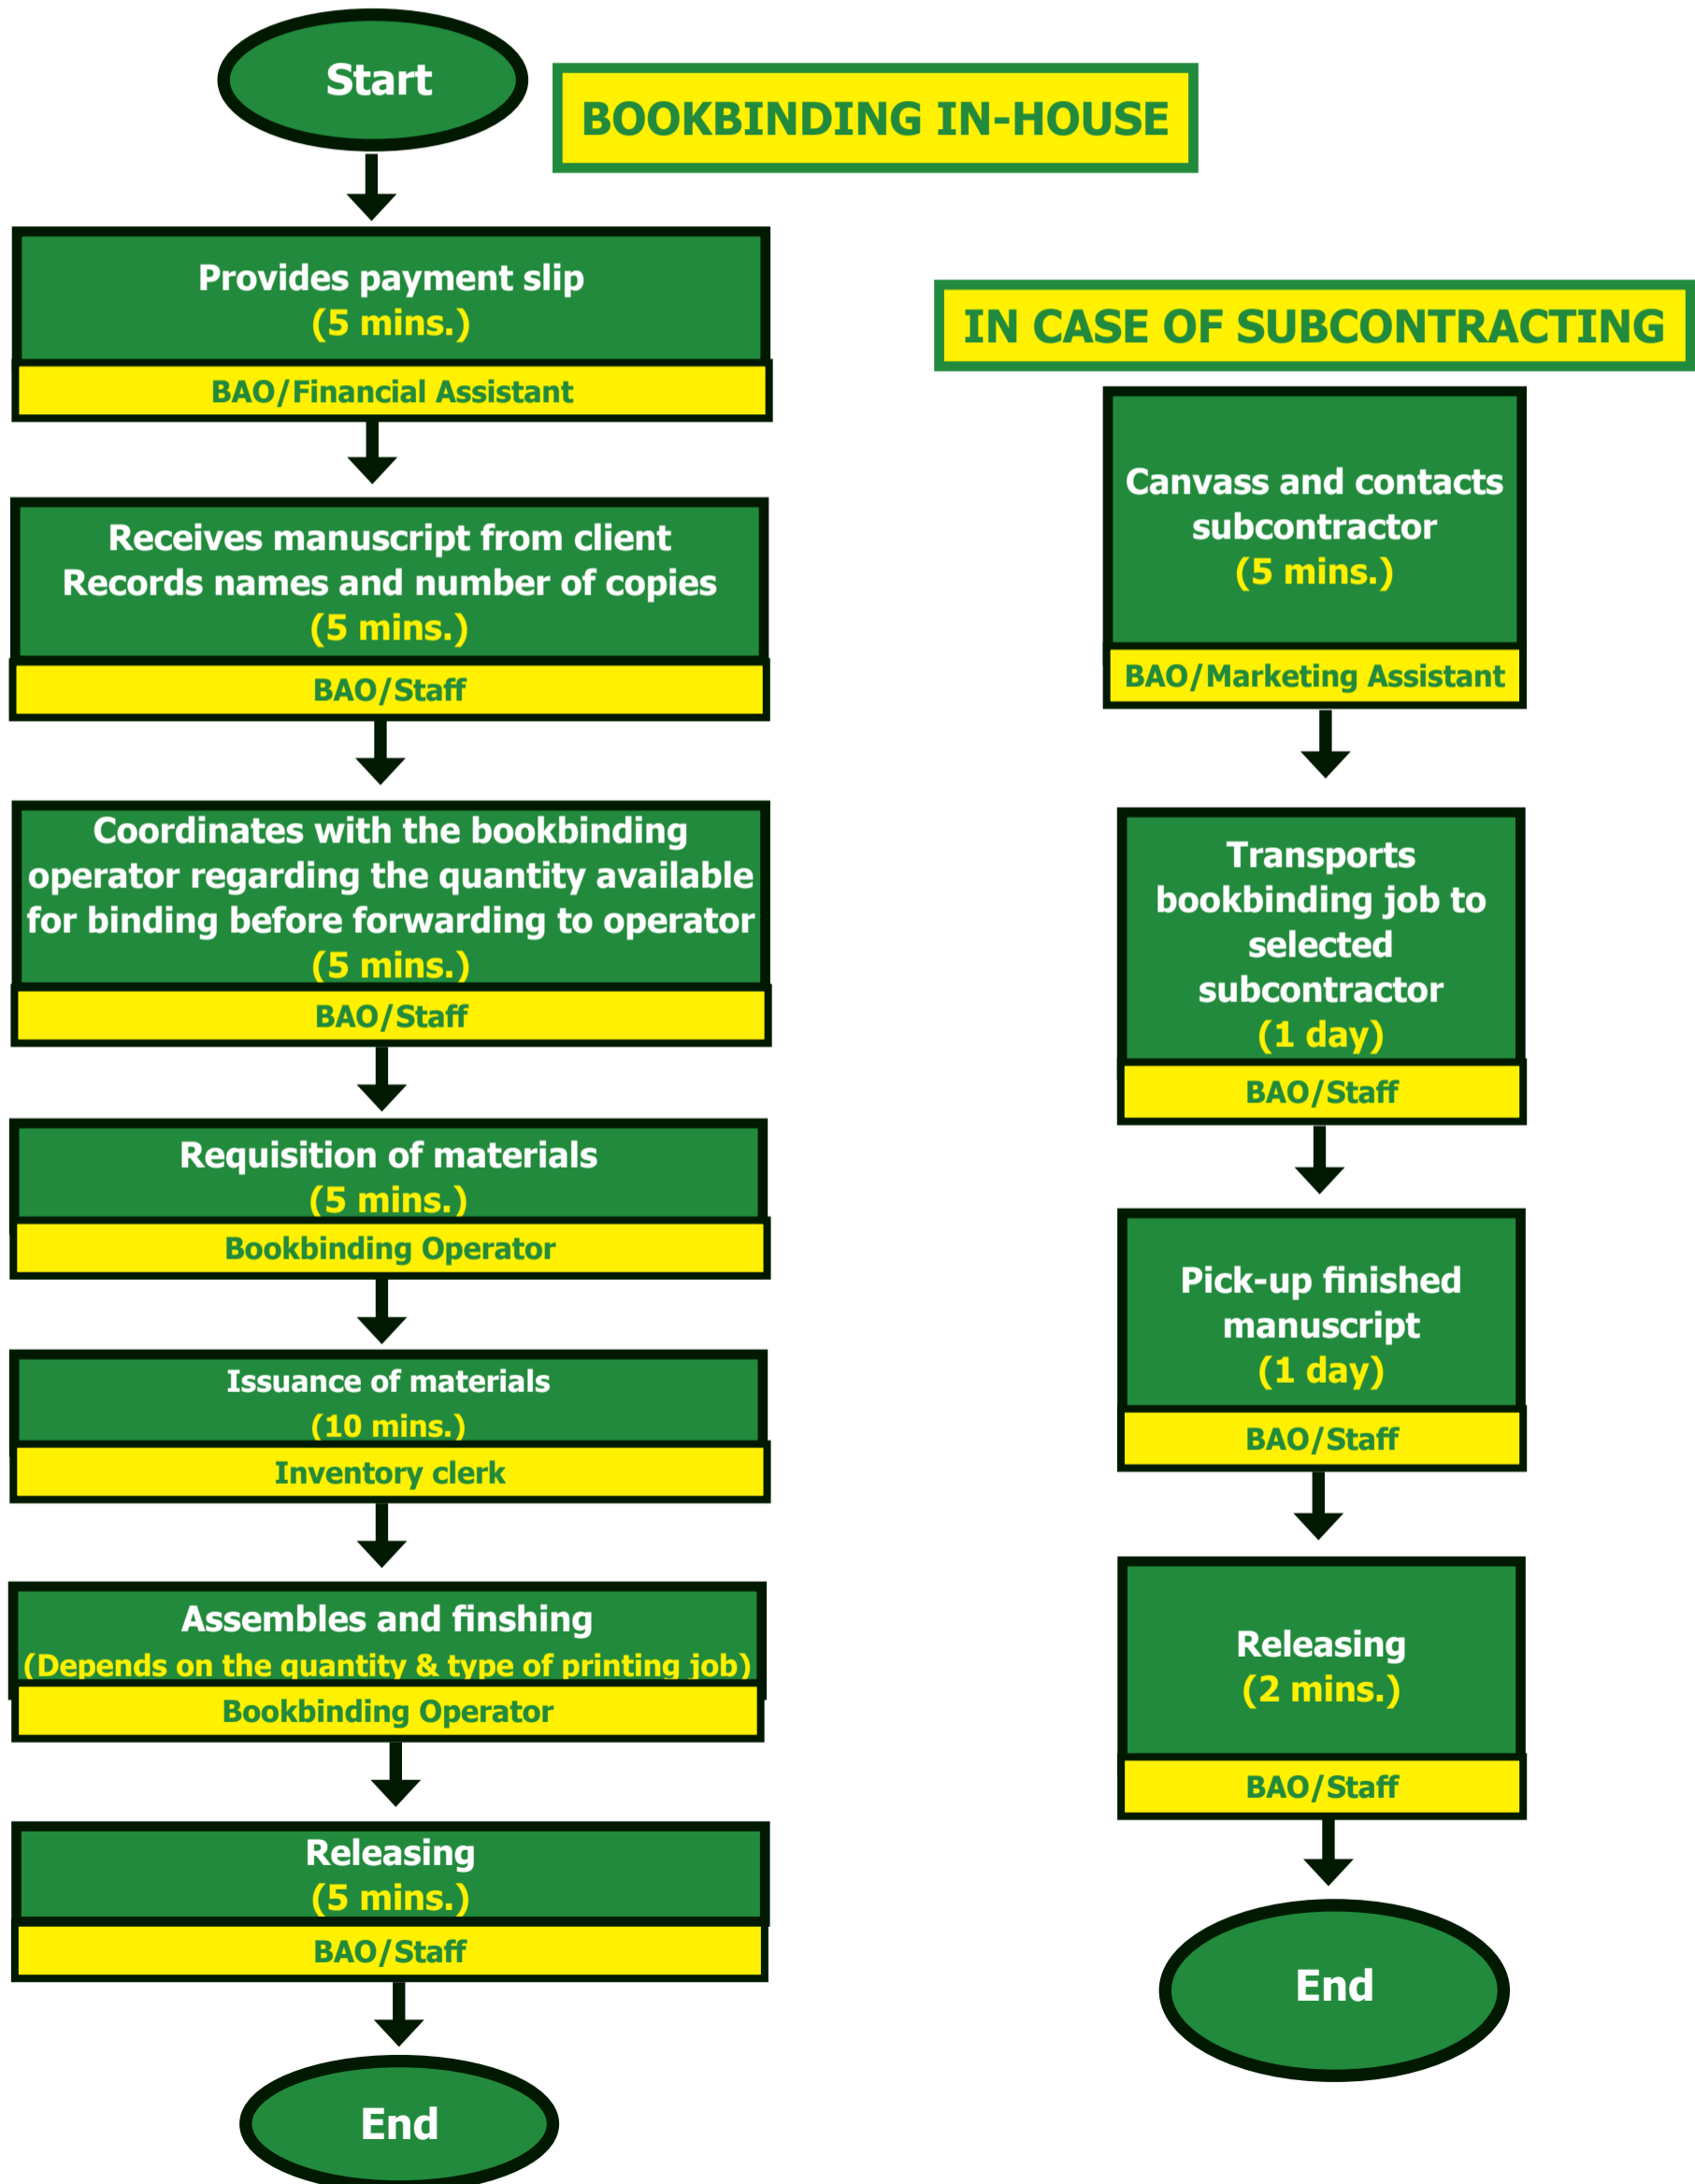 Start
BOOKBINDING IN-HOUSE
Provides payment slip
(5 mins.)
BAO/Financial Assistant
Receives manuscript from client
Records names and number of copies
(5 mins.)
BAO/Staff
Coordinates with the bookbinding
operator regarding the quantity available
for binding before forwarding to operator
(5 mins.)
BAO/Staff
Requisition of materials
(5 mins.)
Bookbinding Operator
Issuance of materials
(10 mins.)
Inventory clerk
Assembles and finshing
(Depends on the quantity & type of printing job)
Bookbinding Operator
Releasing
(5 mins.)
BAO/Staff
End
IN CASE OF SUBCONTRACTING
Canvass and contacts
subcontractor
(5 mins.)
BAO/Marketing Assistant
Transports
bookbinding job to
selected
subcontractor
(1 day)
BAO/Staff
Pick-up finished
manuscript
(1 day)
BAO/Staff
Releasing
(2 mins.)
BAO/Staff
End